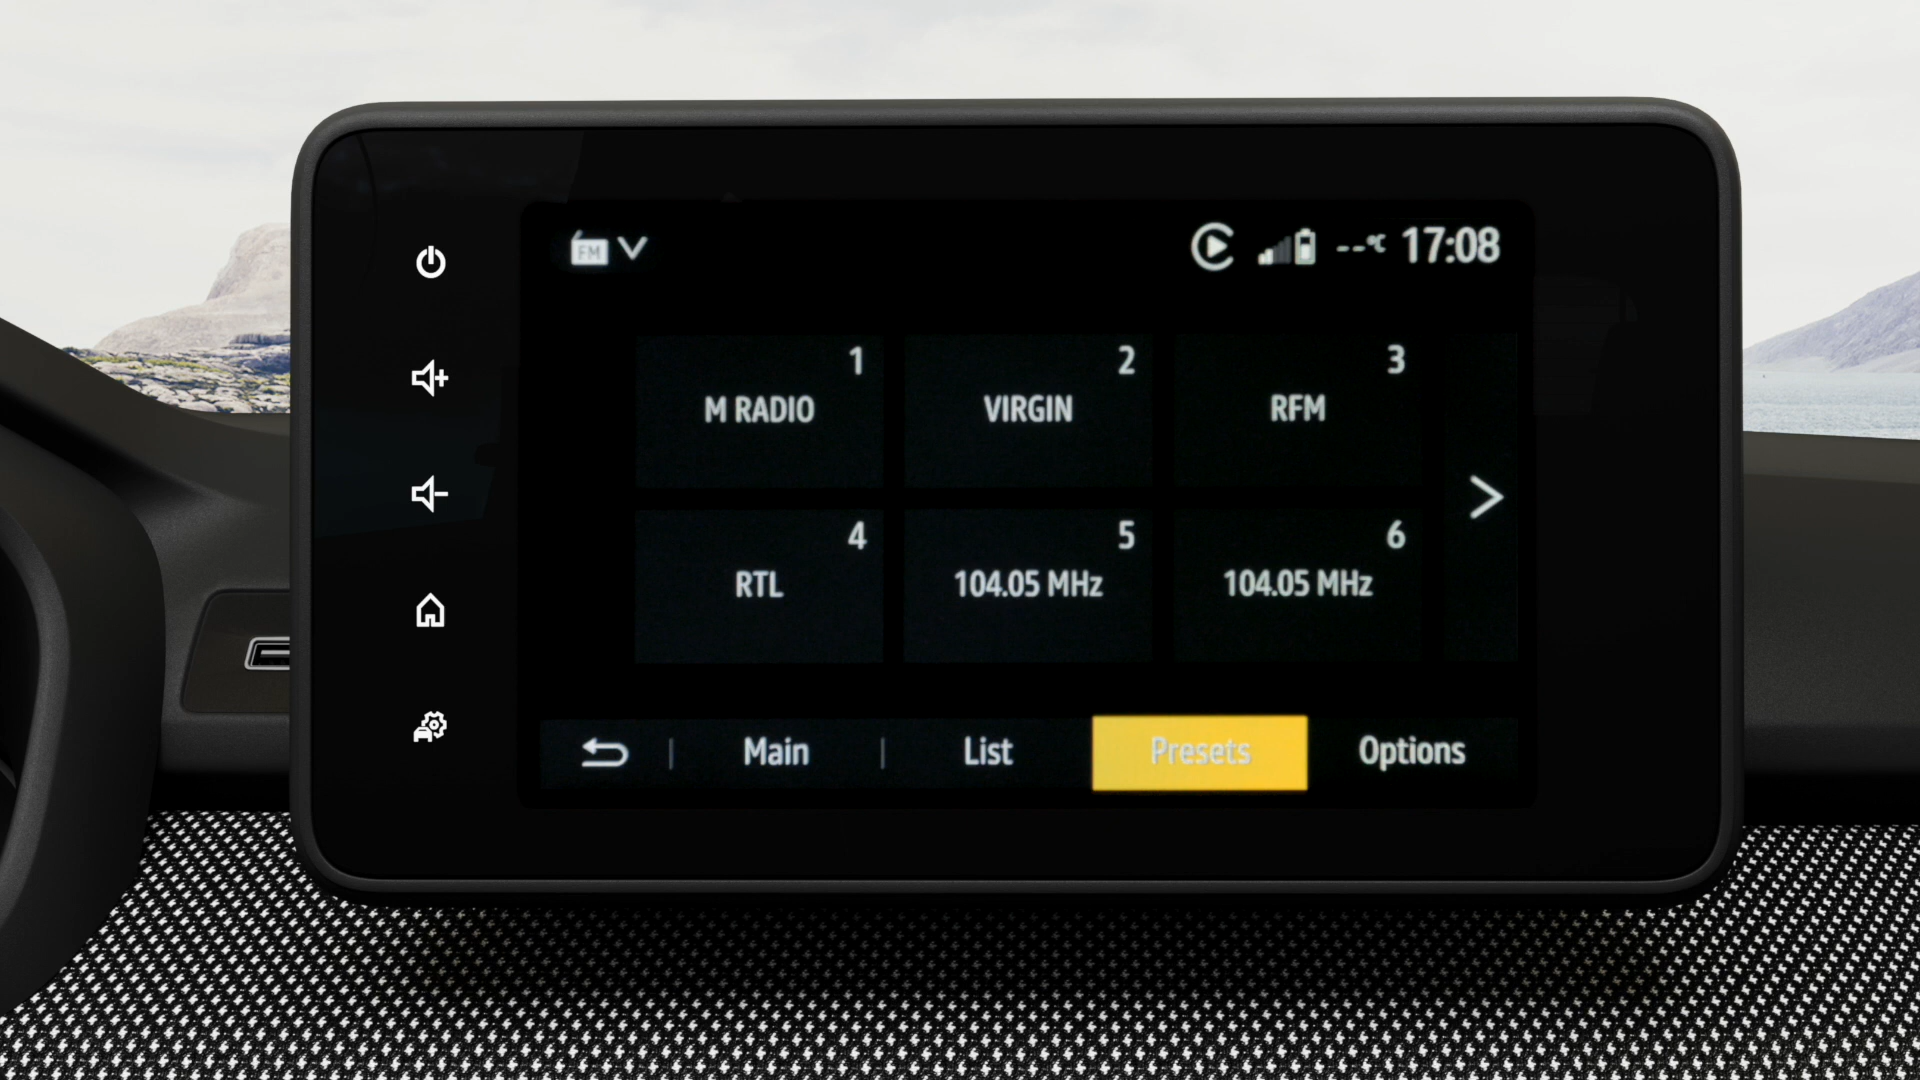 FM
--°C 17:08
1 2 3
M RADIO VIRGIN RFM
4 5 6
RTL 104.05 MHz 104.05 MHz
Main | List Presets Options